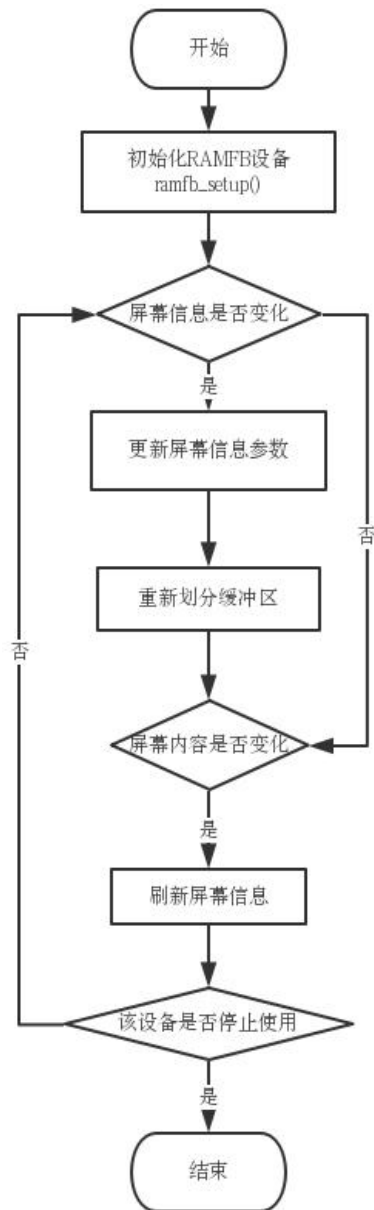 开始
初始化RAMFB设备
ramfb_setup()
屏幕信息是否变化
是
更新屏幕信息参数
否
重新划分缓冲区
否
屏幕内容是否变化
是
刷新屏幕信息
该设备是否停止使用
是
结束